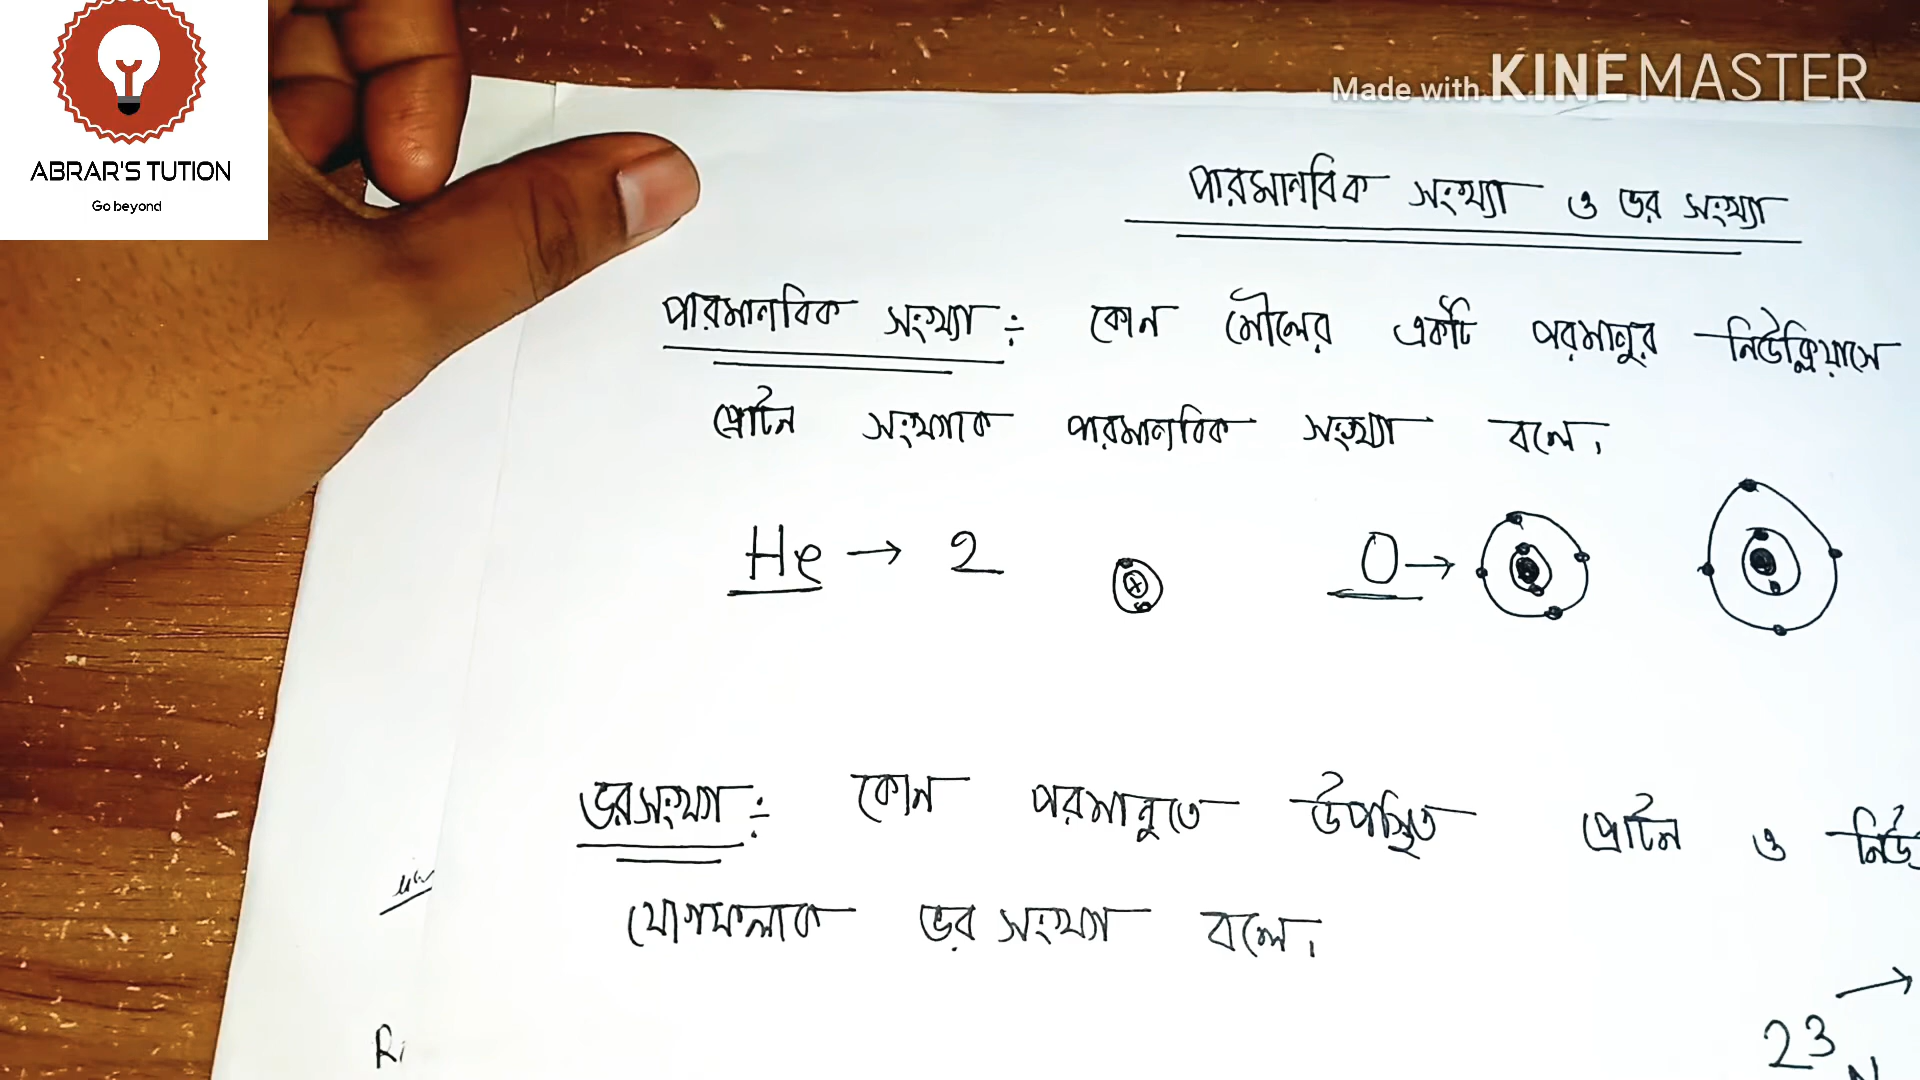 ABRAR'S TUTION
Go beyond
Made with KINEMASTER
পারমানবিক সংখ্যা ও ভর সংখ্যা
পারমানবিক সংখ্যা : কোন মৌলের একটি পরমানুর নিউক্লিয়াসে
প্রোটন সংখ্যাকে পারমানবিক সংখ্যা বলে।
He → 2 + O →
ভরসংখ্যা : কোন পরমানুতে উপস্থিত প্রোটন ও নিউ
যোগফলকে ভর সংখ্যা বলে।
23